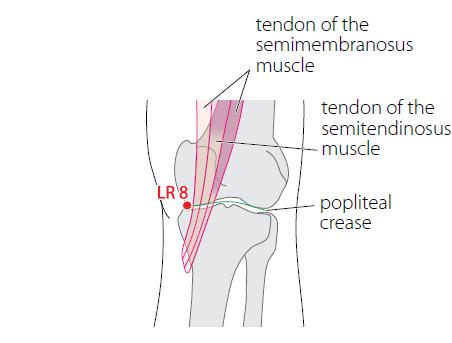 tendon of the
semimembranosus
muscle
tendon of the
semitendinosus
muscle
LR 8
popliteal
crease